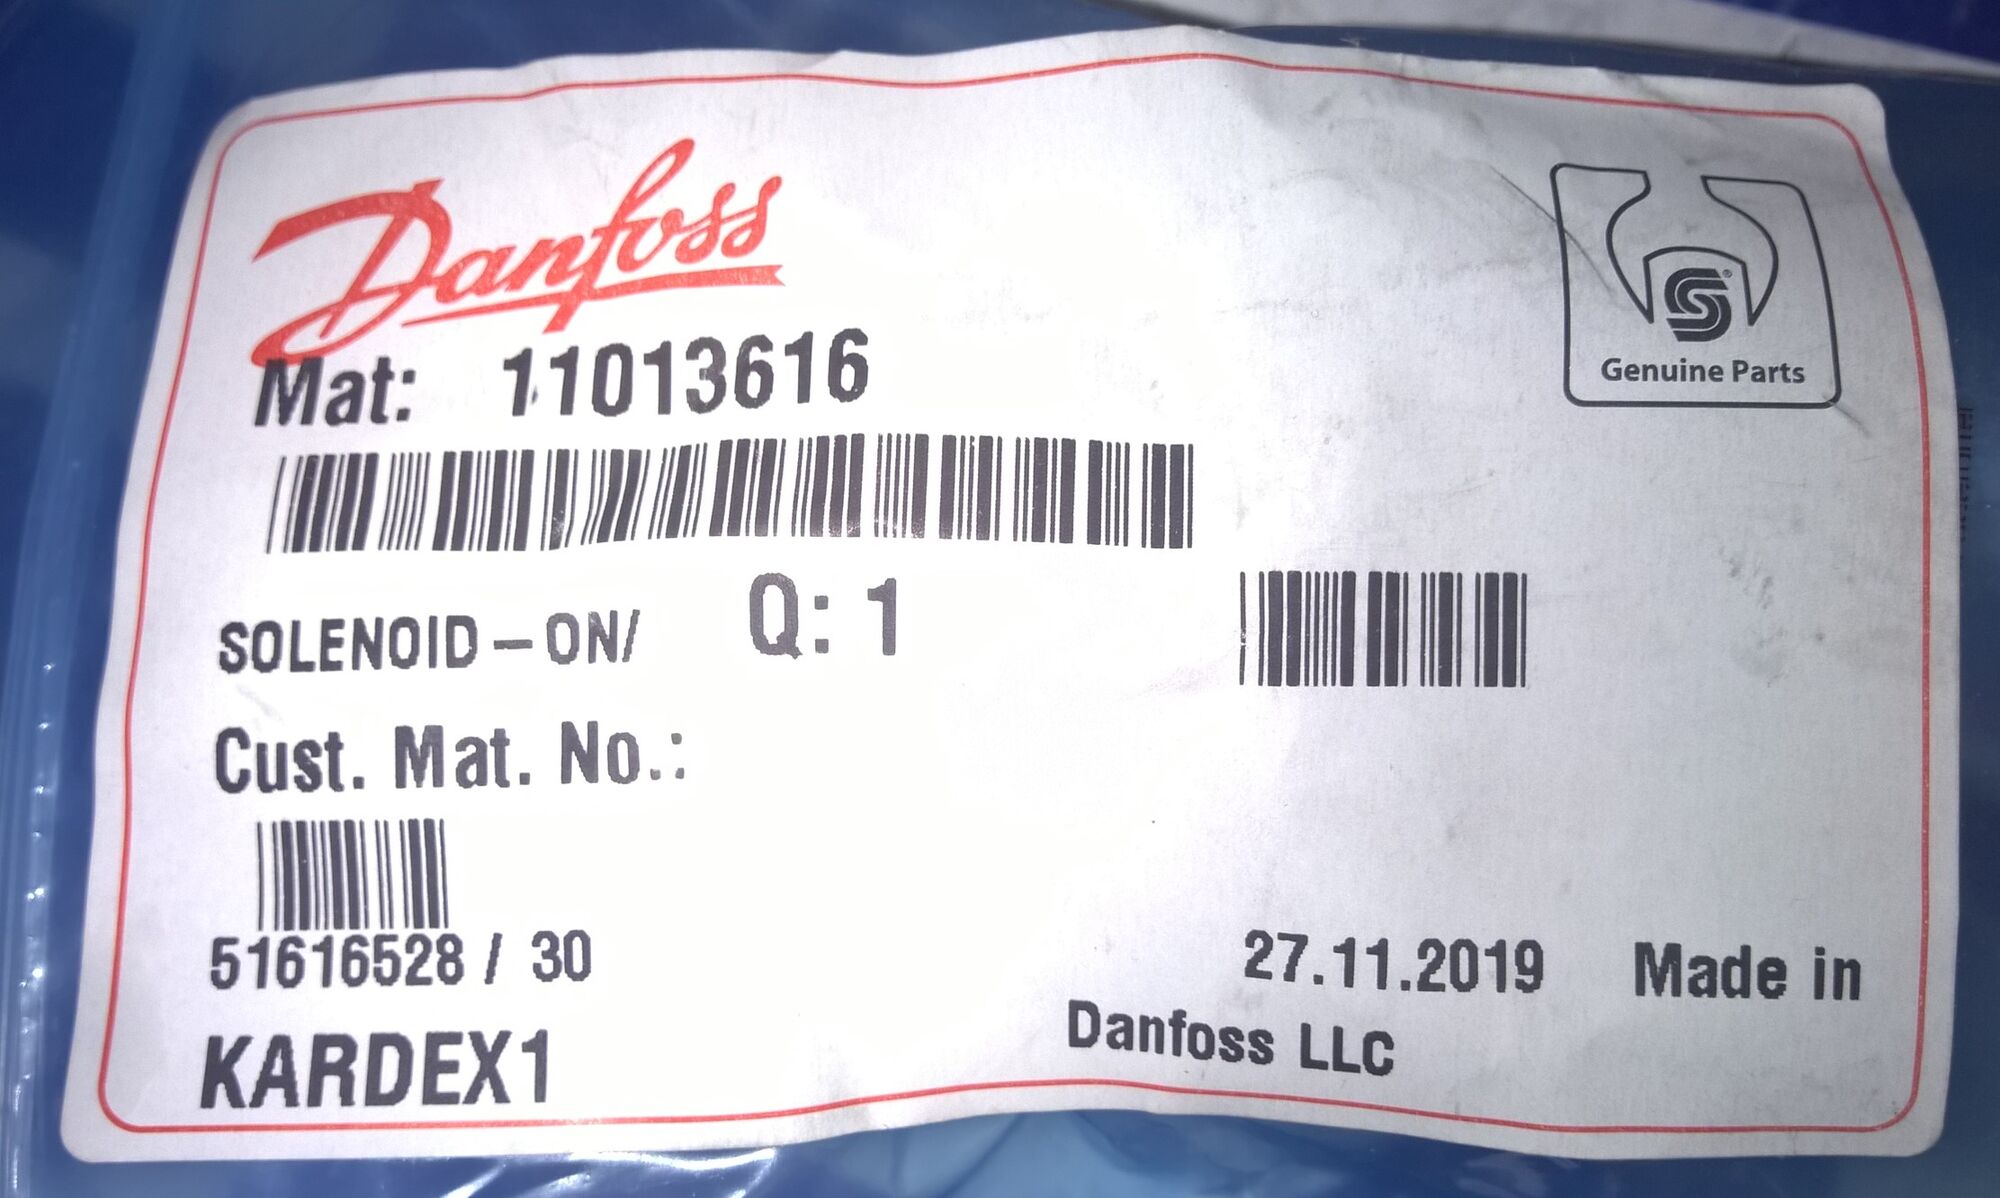 Danfoss
Genuine Parts
Mat: 11013616
SOLENOID-ON/ Q: 1
Cust. Mat. No.:
51616528 / 30
27.11.2019 Made in
KARDEX1
Danfoss LLC